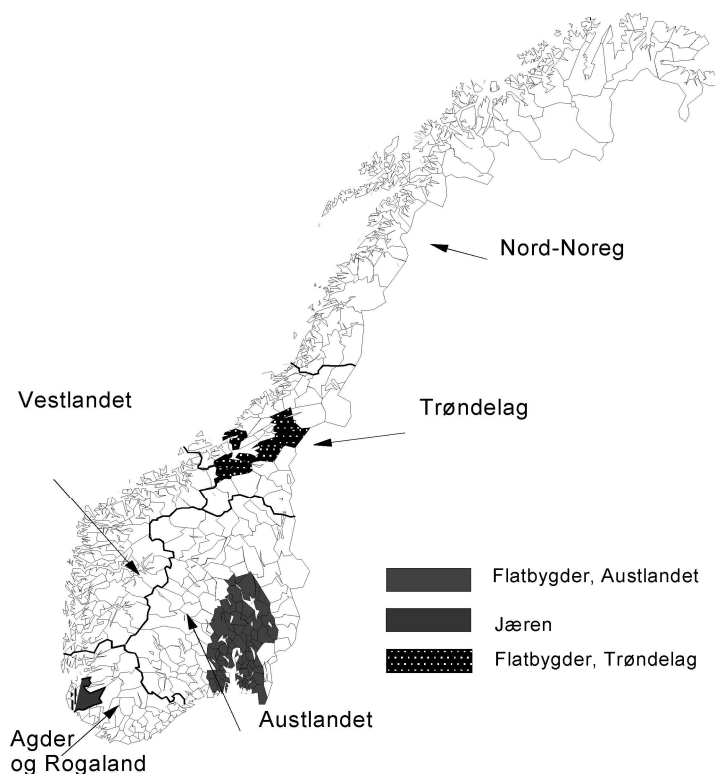 Nord-Noreg
Vestlandet
Trøndelag
Flatbygder, Austlandet
Jæren
Flatbygder, Trøndelag
Austlandet
Agder
og Rogaland